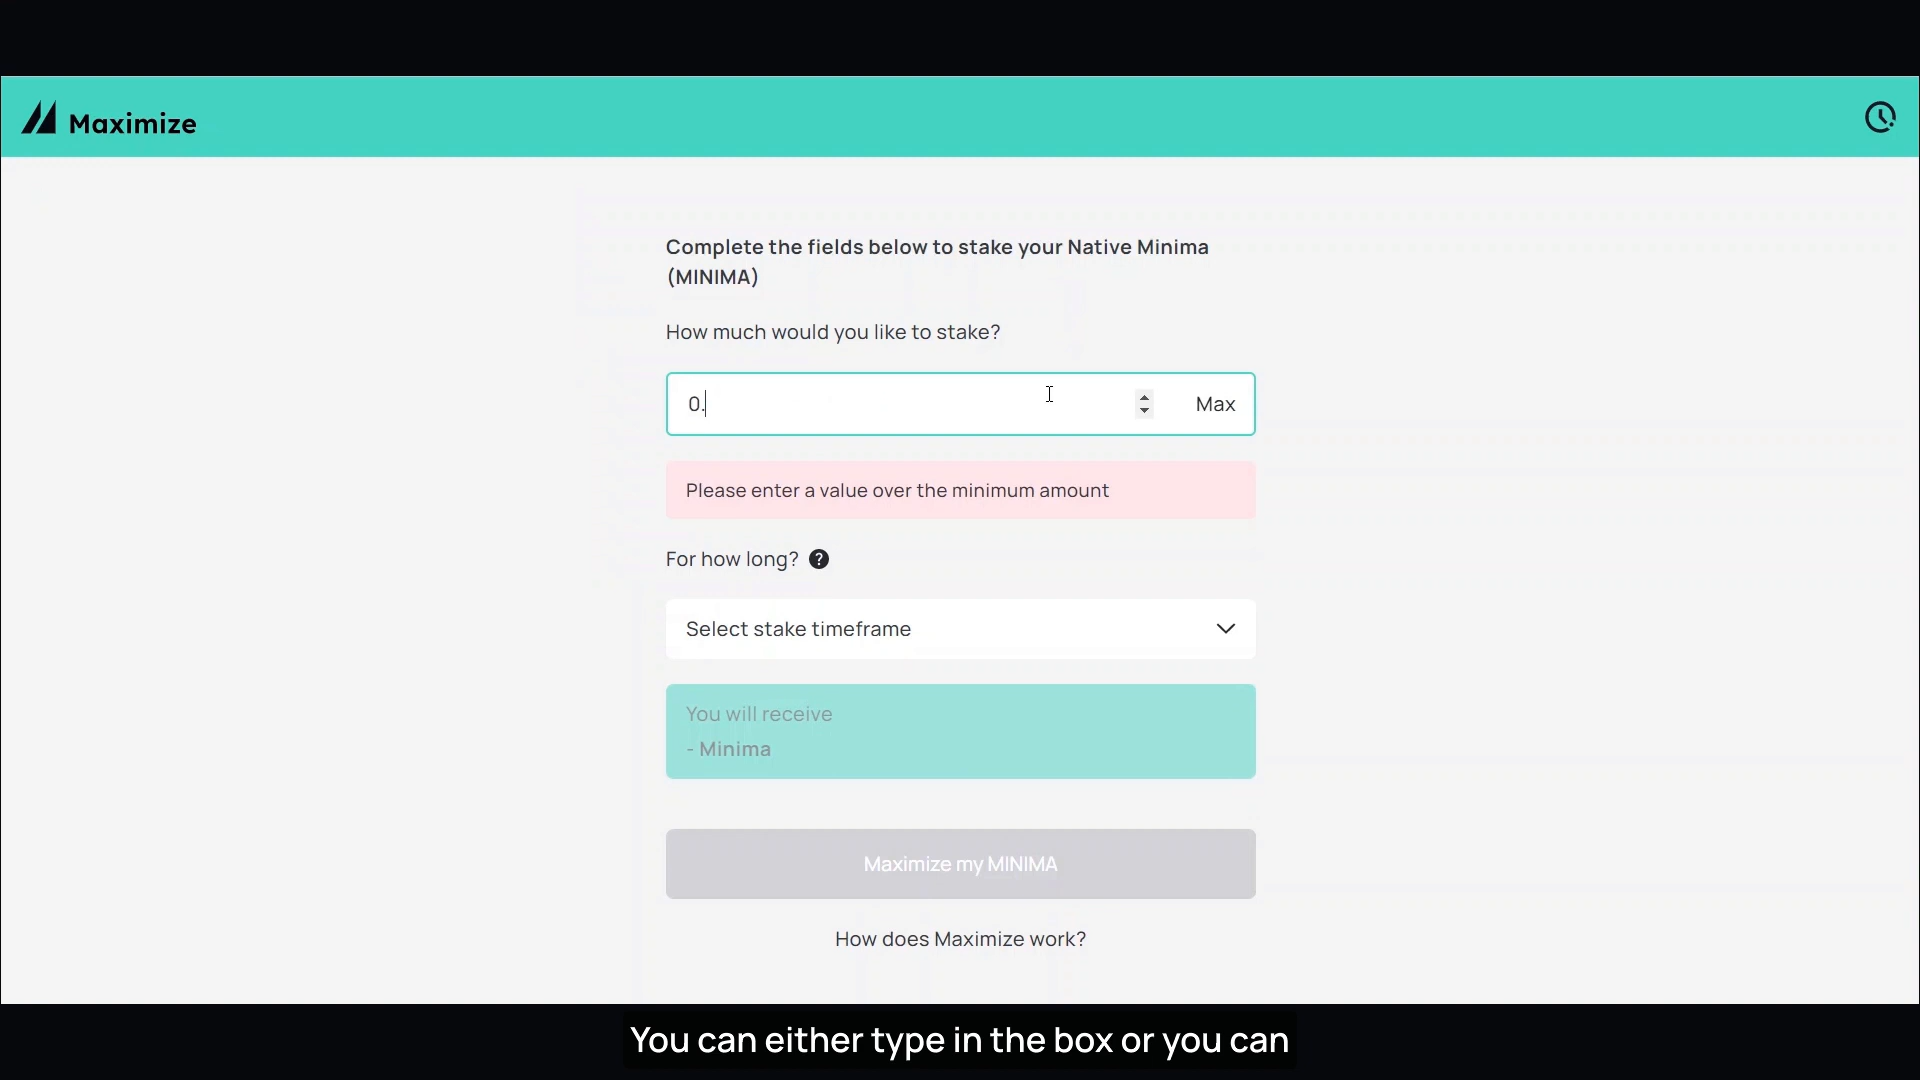 Maximize
Complete the fields below to stake your Native Minima
(MINIMA)
How much would you like to stake?
0.
Max
Please enter a value over the minimum amount
For how long? ?
Select stake timeframe
You will receive
- Minima
Maximize my MINIMA
How does Maximize work?
You can either type in the box or you can